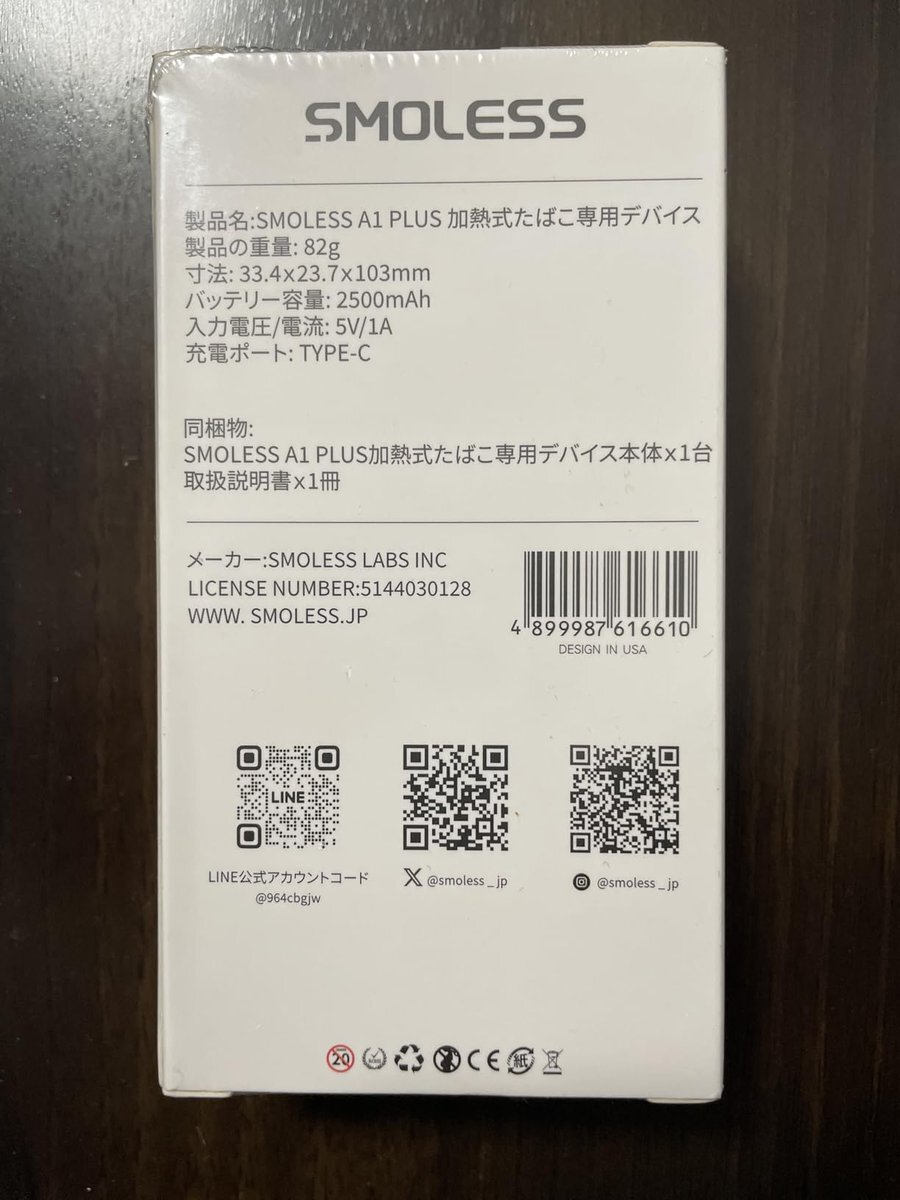 SMOLESS
製品名:SMOLESS A1 PLUS 加熱式たばこ専用デバイス
製品の重量: 82g
寸法: 33.4x23.7x103mm
バッテリー容量: 2500mAh
入力電圧/電流: 5V/1A
充電ポート: TYPE-C
同梱物:
SMOLESS A1 PLUS加熱式たばこ専用デバイス本体x1台
取扱説明書x1冊
メーカー:SMOLESS LABS INC
LICENSE NUMBER:5144030128
WWW. SMOLESS.JP
4 899987 616610
DESIGN IN USA
LINE
LINE公式アカウントコード
@964cbgjw
X @smoless_jp
@smoless_jp
20
CE
紙